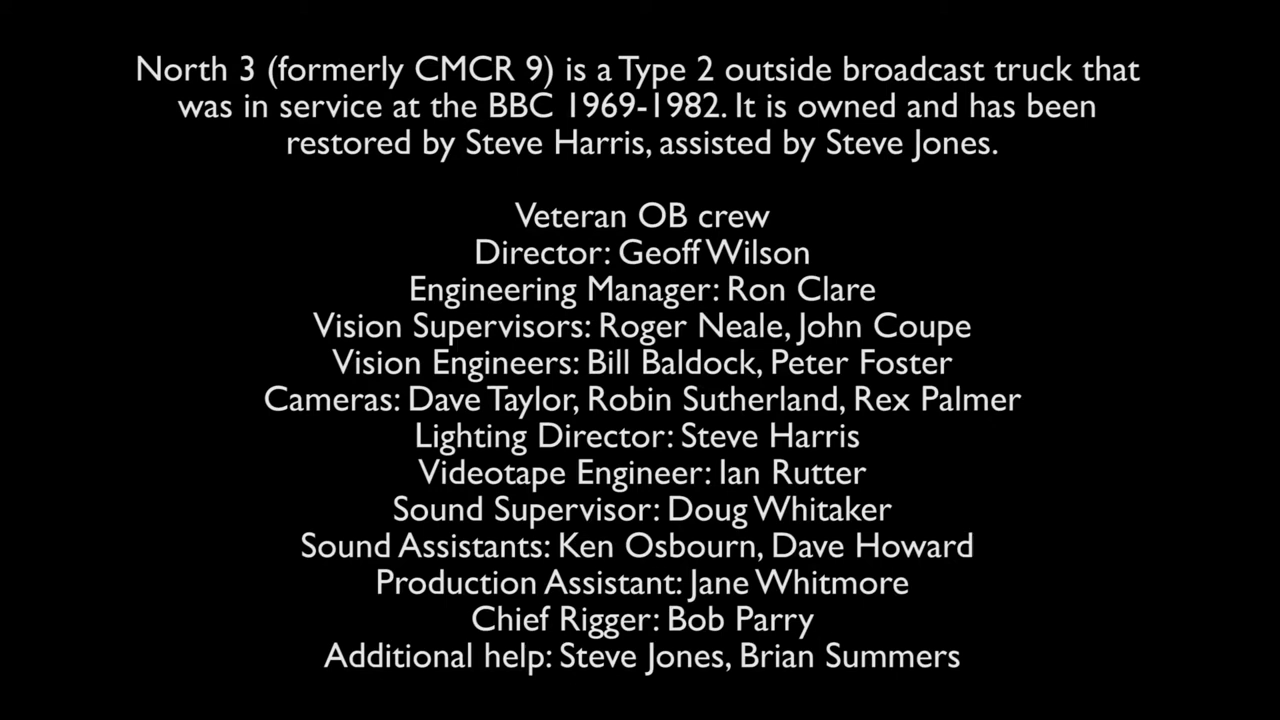 North 3 (formerly CMCR 9) is a Type 2 outside broadcast truck that
was in service at the BBC 1969-1982. It is owned and has been
restored by Steve Harris, assisted by Steve Jones.
Veteran OB crew
Director: Geoff Wilson
Engineering Manager: Ron Clare
Vision Supervisors: Roger Neale, John Coupe
Vision Engineers: Bill Baldock, Peter Foster
Cameras: Dave Taylor, Robin Sutherland, Rex Palmer
Lighting Director: Steve Harris
Videotape Engineer: Ian Rutter
Sound Supervisor: Doug Whitaker
Sound Assistants: Ken Osbourn, Dave Howard
Production Assistant: Jane Whitmore
Chief Rigger: Bob Parry
Additional help: Steve Jones, Brian Summers